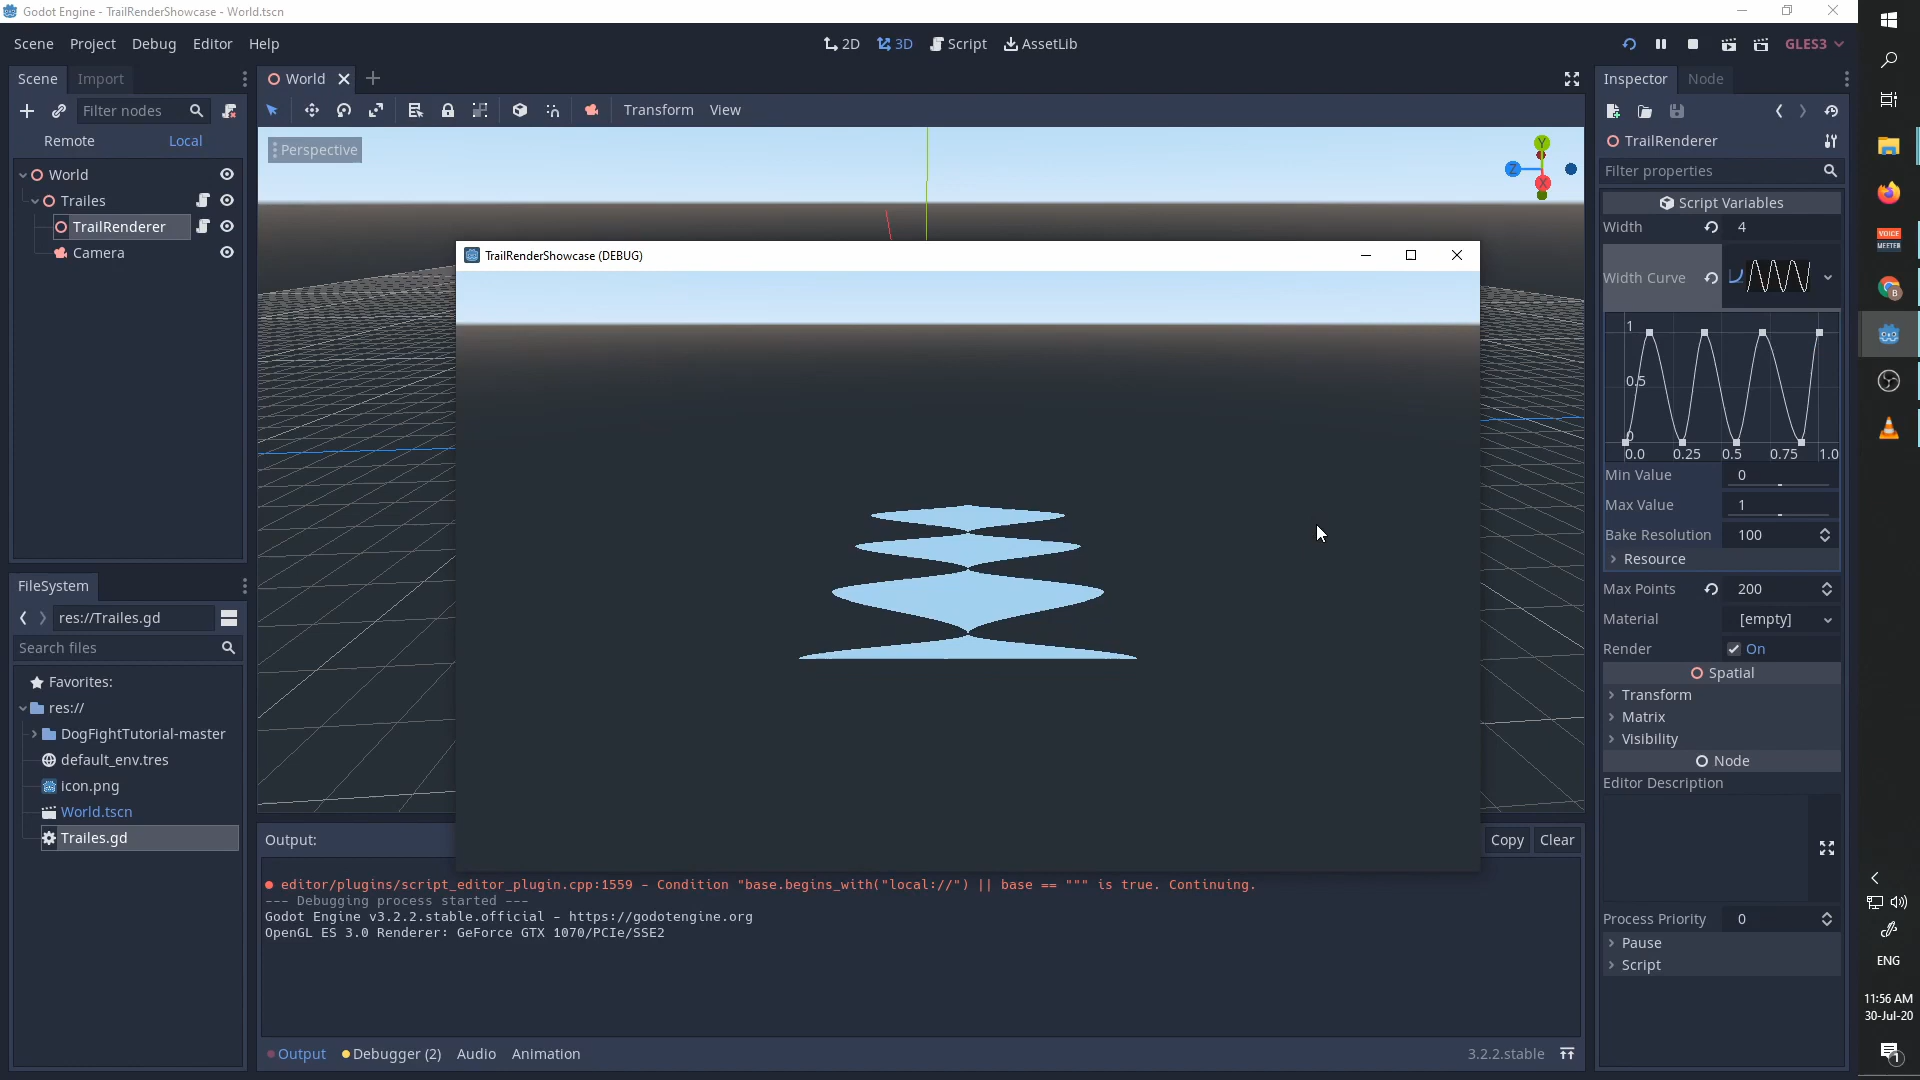 Godot Engine - TrailRenderShowcase - World.tscn
Scene Project Debug Editor Help
2D 3D Script AssetLib
GLES3
Scene Import
World
Inspector Node
Filter nodes
Transform View
Remote Local
Perspective
Y
Z
X
TrailRenderer
Filter properties
World
Trailes
TrailRenderer
Camera
Script Variables
Width 4
Width Curve
1
0.5
0
0.0 0.25 0.5 0.75 1.0
Min Value 0
Max Value 1
Bake Resolution 100
Resource
Max Points 200
Material [empty]
Render On
Spatial
Transform
Matrix
Visibility
Node
Editor Description
Process Priority 0
Pause
Script
TrailRenderShowcase (DEBUG)
FileSystem
res://Trailes.gd
Search files
Favorites:
res://
DogFightTutorial-master
default_env.tres
icon.png
World.tscn
Trailes.gd
Output:
Copy Clear
editor/plugins/script_editor_plugin.cpp:1559 - Condition "base.begins_with("local://") || base == """ is true. Continuing.
--- Debugging process started ---
Godot Engine v3.2.2.stable.official - https://godotengine.org
OpenGL ES 3.0 Renderer: GeForce GTX 1070/PCIe/SSE2
Output Debugger (2) Audio Animation
3.2.2.stable
VOICE
MEETER
B
ENG
11:56 AM
30-Jul-20
1